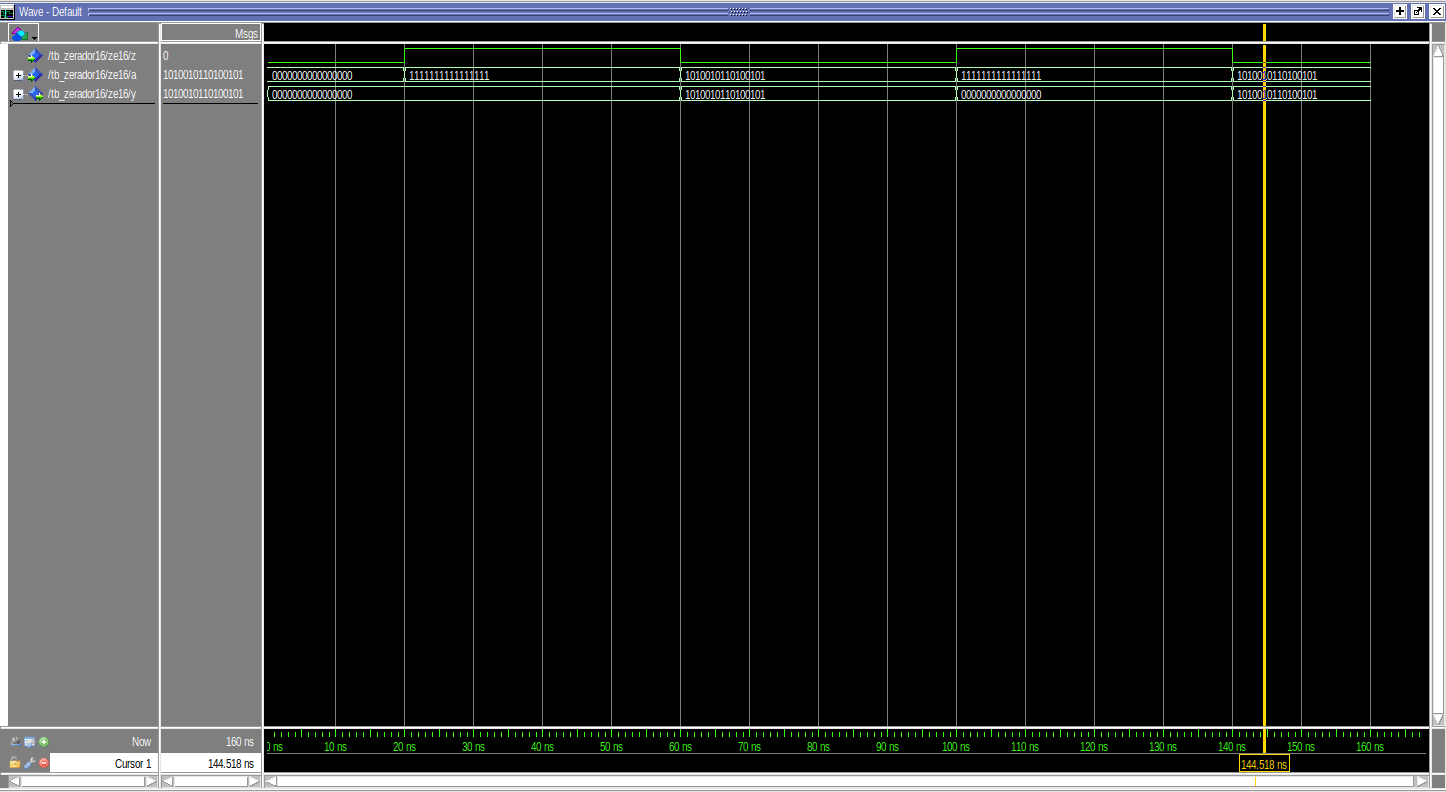 Wave - Default
Msgs
/tb_zerador16/ze16/z 0
/tb_zerador16/ze16/a 1010010110100101 0000000000000000 1111111111111111 1010010110100101 1111111111111111 1010010110100101
/tb_zerador16/ze16/y 1010010110100101 0000000000000000 1010010110100101 0000000000000000 1010010110100101
Now 160 ns 0 ns 10 ns 20 ns 30 ns 40 ns 50 ns 60 ns 70 ns 80 ns 90 ns 100 ns 110 ns 120 ns 130 ns 140 ns 150 ns 160 ns
Cursor 1 144.518 ns 144.518 ns